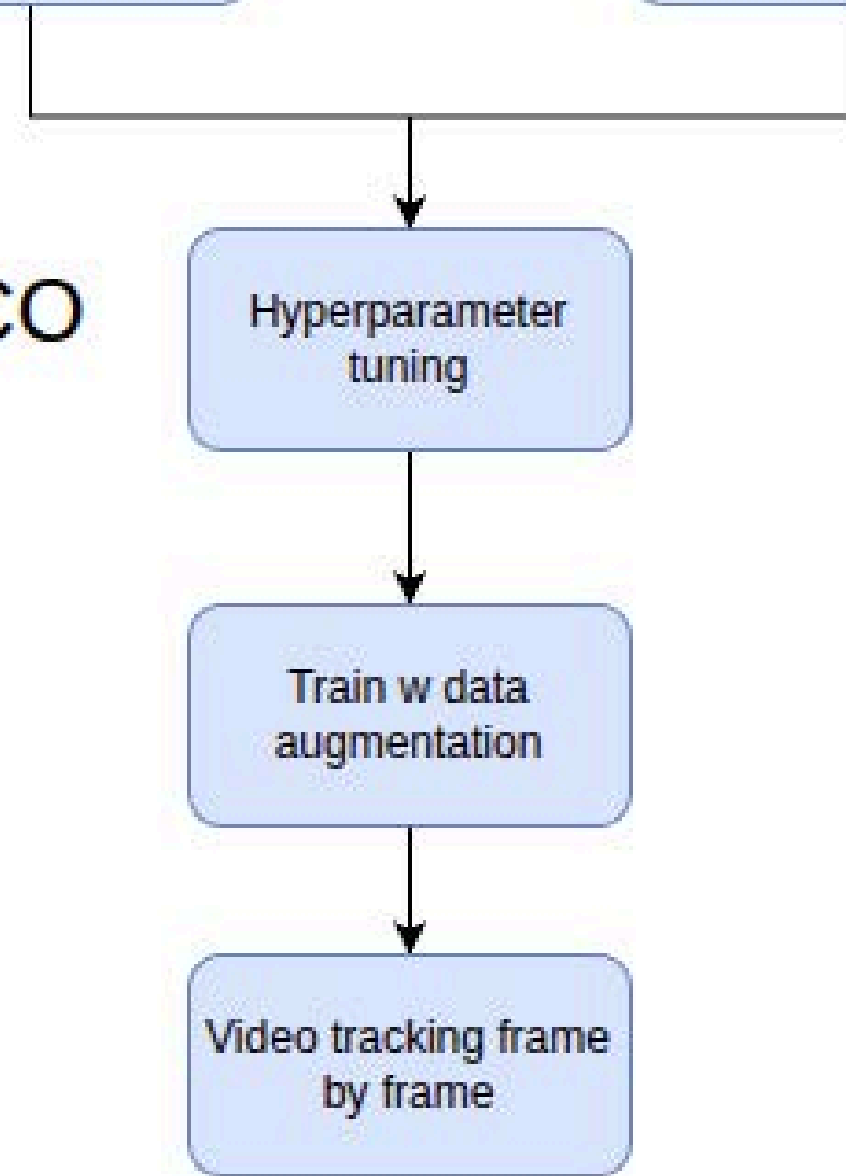 Hyperparameter
tuning
Train w data
augmentation
Video tracking frame
by frame